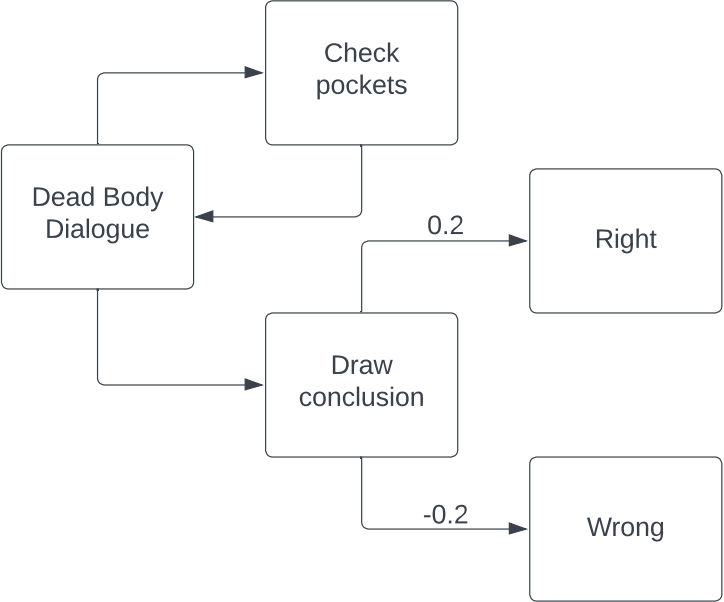 Check
pockets
Dead Body
Dialogue
0.2
Right
Draw
conclusion
-0.2
Wrong